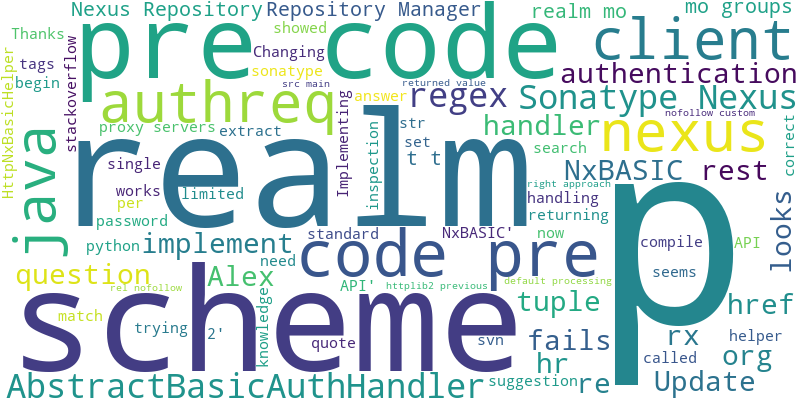 Nexus Repository Repository Manager realm mo mo groups
Thanks showed
pre code client
Changing
tags sonatype src main returned value authentication
begin
HttpNxBasicHelper
stackoverflow
authreq answer regex Sonatype Nexus
nofollow custom
proxy servers extract Implementing str handler nexus
java inspection set search correct
realm t t
single NxBASIC rest
works limited right approach
per handling
password returning
python implement standard NxBASIC' now compile API
need code pre p looks
question Alex API' httplib2 previous default processing seems
rel nofollow
knowledge
scheme tuple href
match trying 2' quote svn fails rx helper
called
hr org
AbstractBasicAuthHandler suggestion re Update